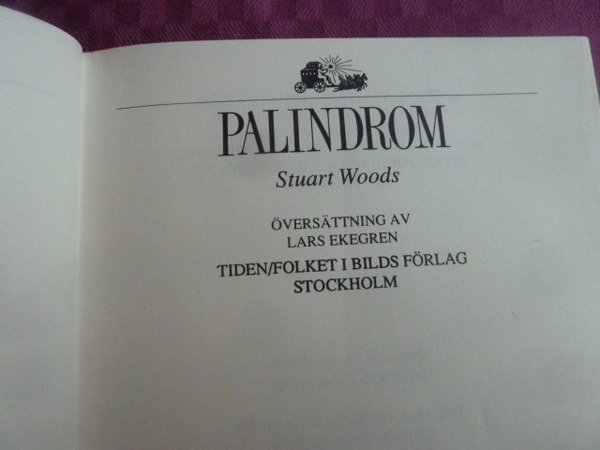 PALINDROM
Stuart Woods
ÖVERSÄTTNING AV
LARS EKEGREN
TIDEN/FOLKET I BILDS FÖRLAG
STOCKHOLM